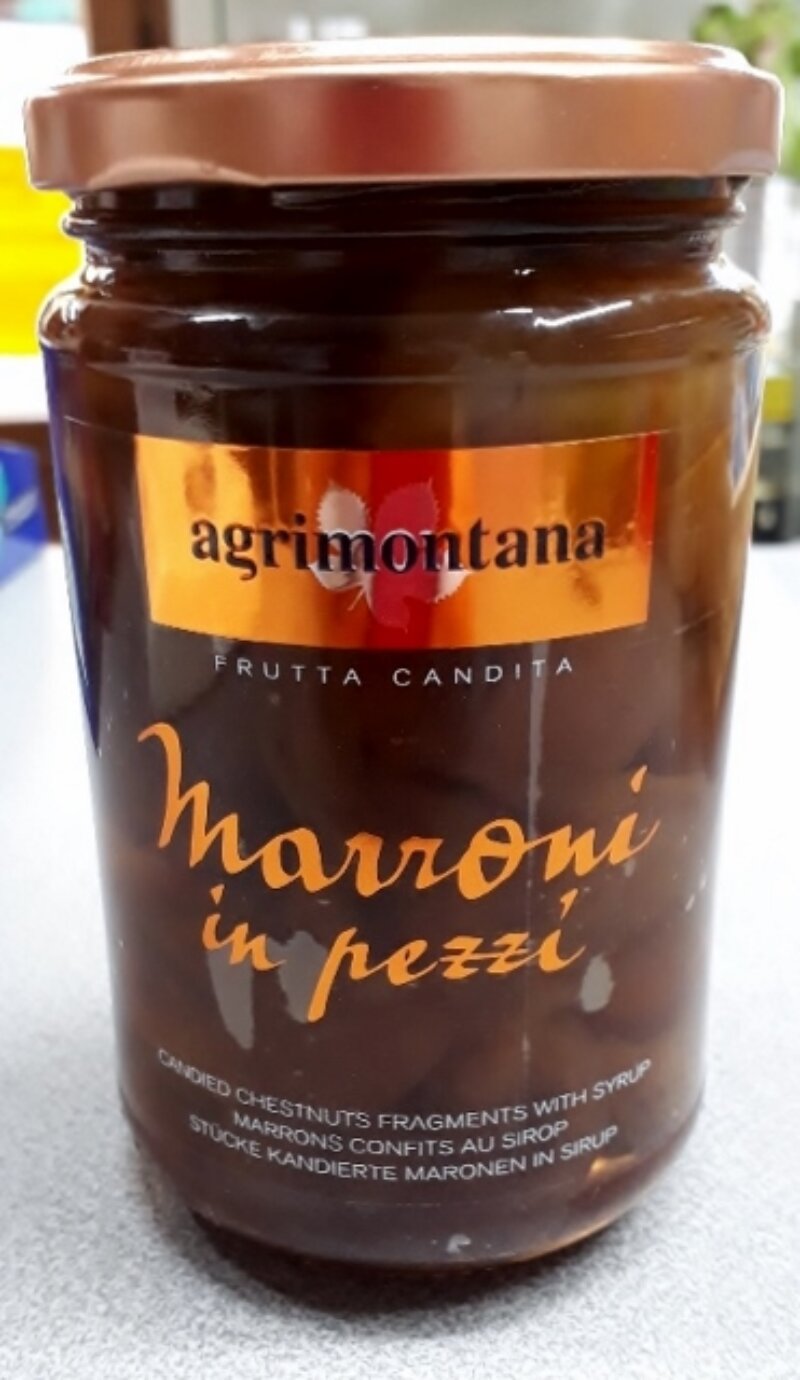 agrimontana
FRUTTA CANDITA
Marroni
in pezzi
CANDIED CHESTNUTS FRAGMENTS WITH SYRUP
MARRONS CONFITS AU SIROP
STÜCKE KANDIERTE MARONEN IN SIRUP